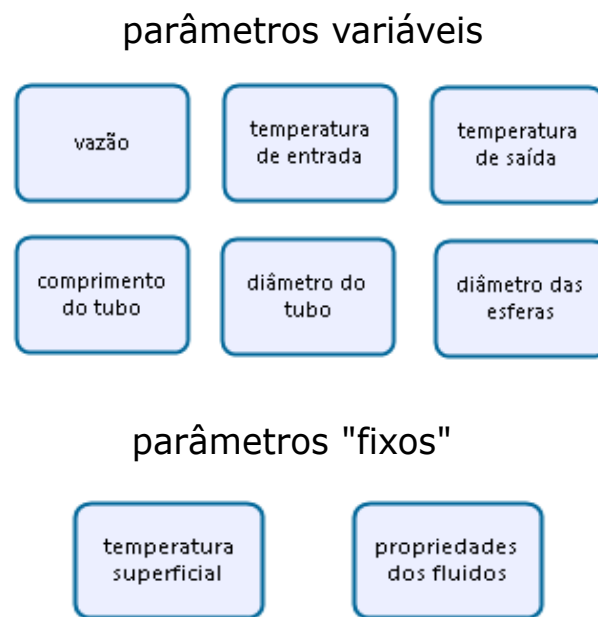 parâmetros variáveis
vazão
temperatura
de entrada
temperatura
de saída
comprimento
do tubo
diâmetro do
tubo
diâmetro das
esferas
parâmetros "fixos"
temperatura
superficial
propriedades
dos fluidos